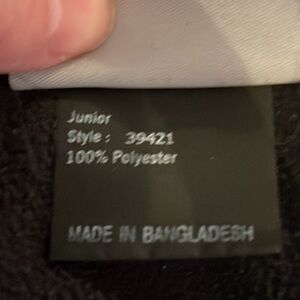 Junior
Style : 39421
100% Polyester
MADE IN BANGLADESH